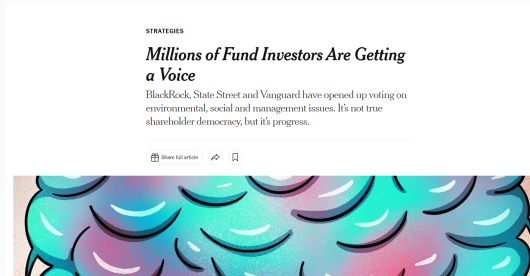 STRATEGIES
Millions of Fund Investors Are Getting
a Voice
BlackRock, State Street and Vanguard have opened up voting on
environmental, social and management issues. It's not true
shareholder democracy, but it's progress.
Share full article